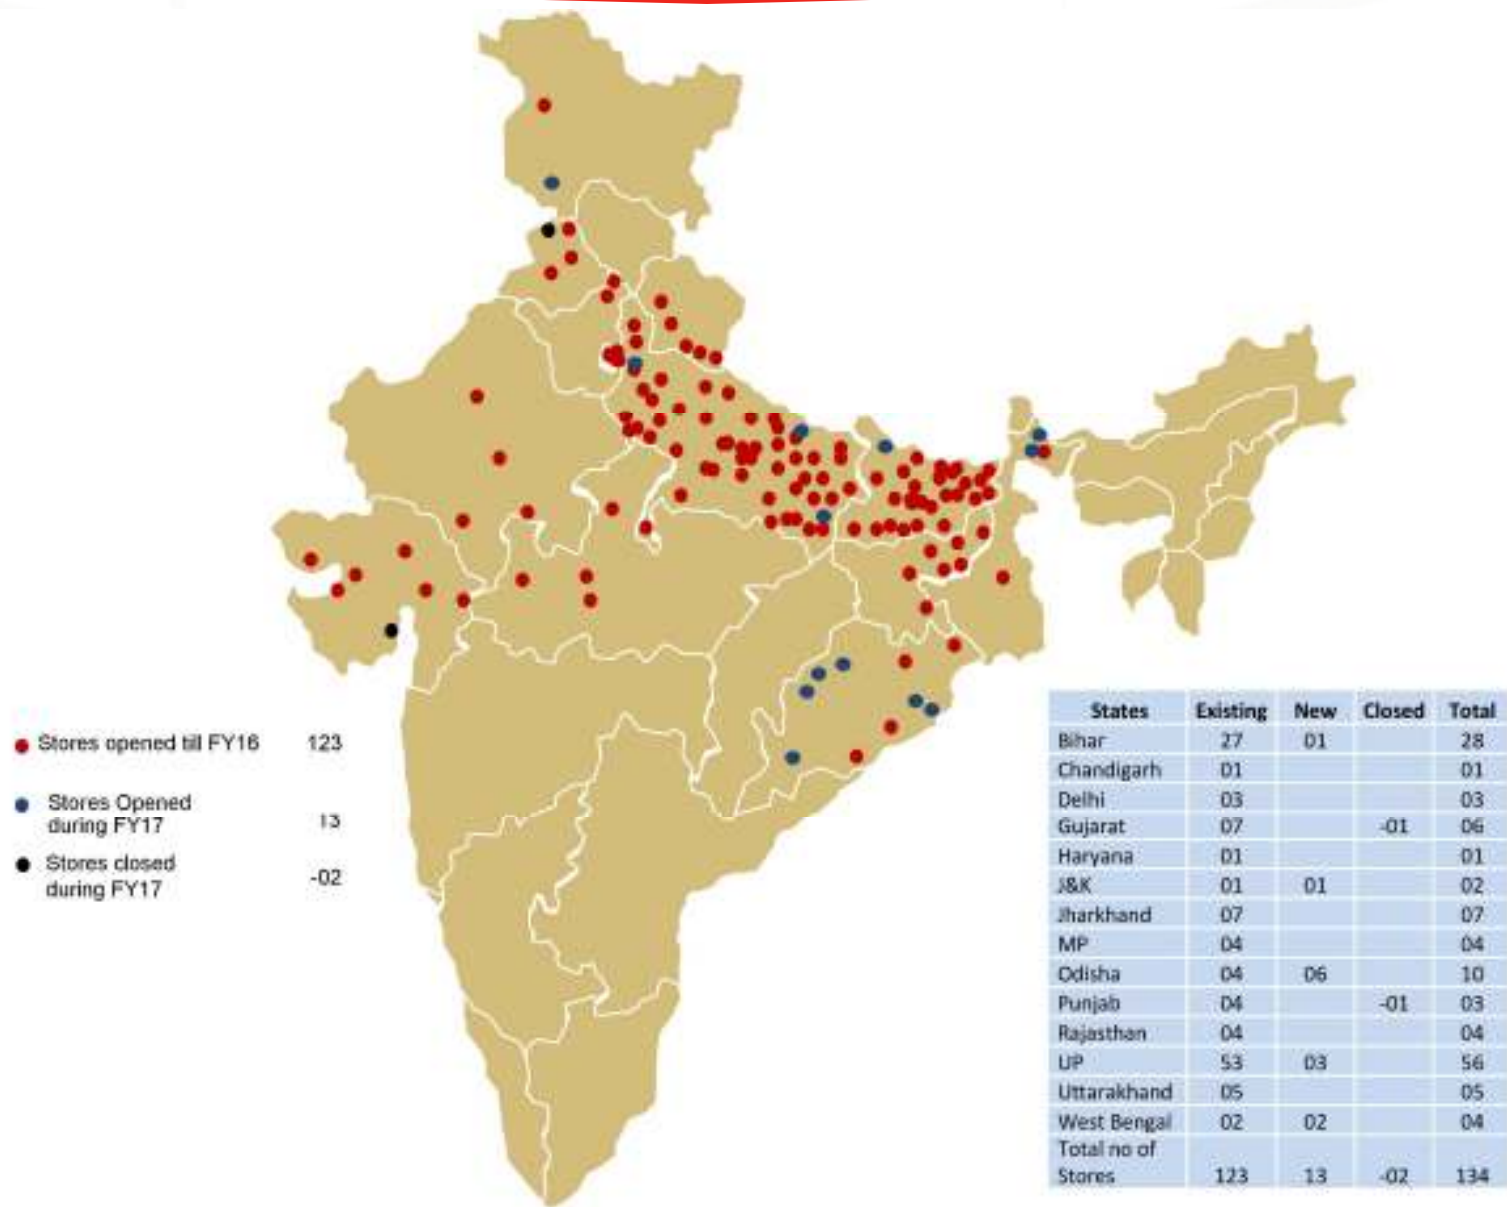 Stores opened till FY16 123
Stores Opened
during FY17 13
Stores closed
during FY17 -02
States Existing New Closed Total
Bihar 27 01 28
Chandigarh 01 01
Delhi 03 03
Gujarat 07 -01 06
Haryana 01 01
J&K 01 01 02
Jharkhand 07 07
MP 04 04
Odisha 04 06 10
Punjab 04 -01 03
Rajasthan 04 04
UP 53 03 56
Uttarakhand 05 05
West Bengal 02 02 04
Total no of
Stores 123 13 -02 134